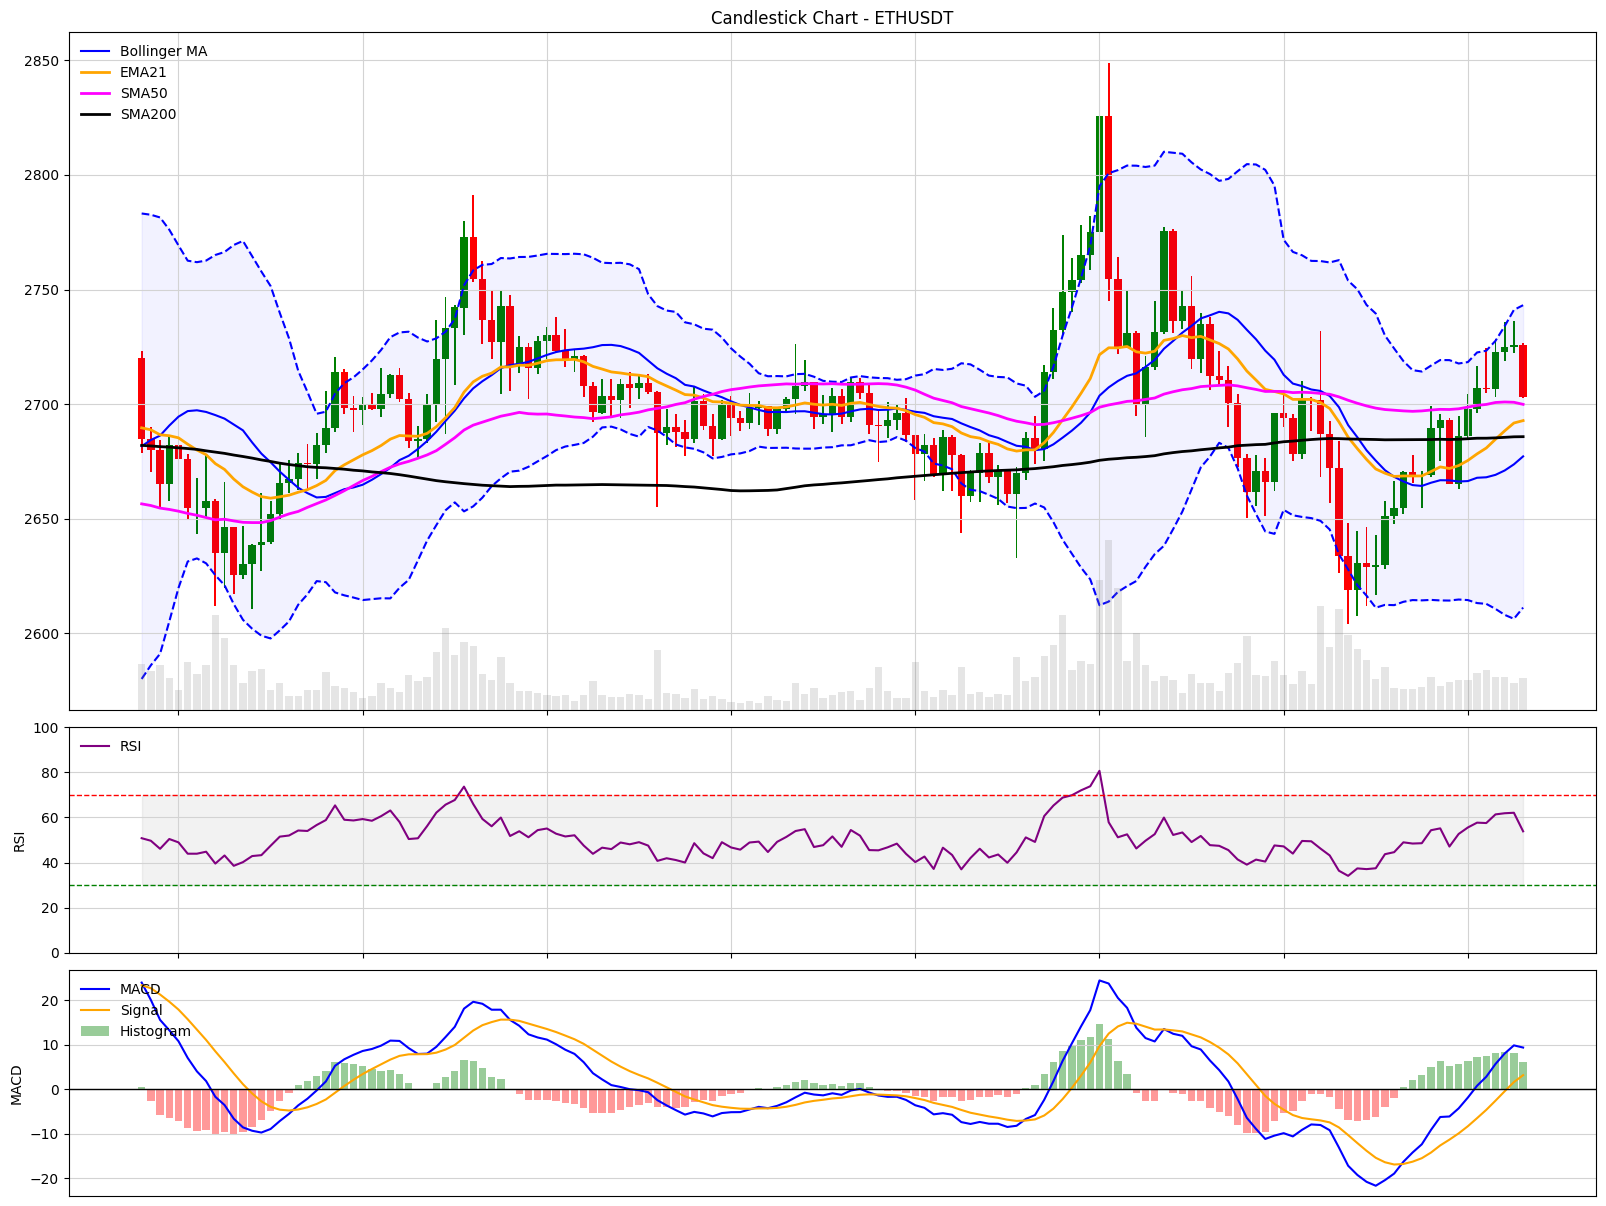 Candlestick Chart - ETHUSDT
Bollinger MA
EMA21
SMA50
SMA200
2850
2800
2750
2700
2650
2600
RSI
100
80
60
40
20
0
RSI
MACD
Signal
Histogram
20
10
0
−10
−20
MACD